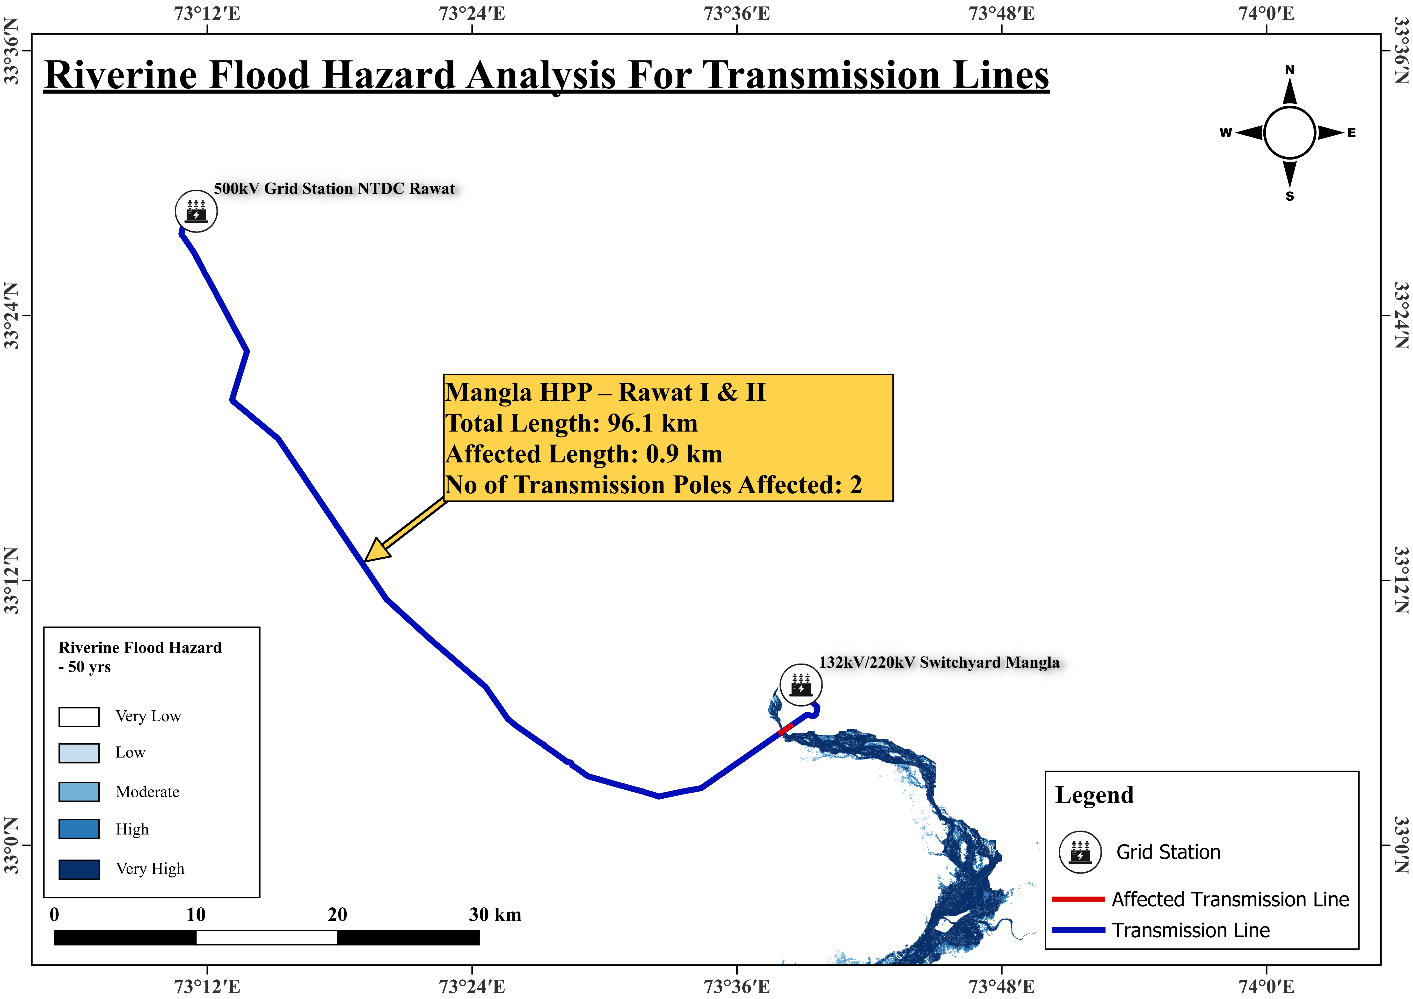 73°12'E 73°24'E 73°36'E 73°48'E 74°0'E
33°36'N 33°36'N
Riverine Flood Hazard Analysis For Transmission Lines
N
W E
S
500kV Grid Station NTDC Rawat
33°24'N 33°24'N
Mangla HPP – Rawat I & II
Total Length: 96.1 km
Affected Length: 0.9 km
No of Transmission Poles Affected: 2
33°12'N 33°12'N
132kV/220kV Switchyard Mangla
Riverine Flood Hazard
- 50 yrs
Very Low
Low
Moderate
High
Very High
0 10 20 30 km
Legend
Grid Station
Affected Transmission Line
Transmission Line
33°0'N 33°0'N
73°12'E 73°24'E 73°36'E 73°48'E 74°0'E